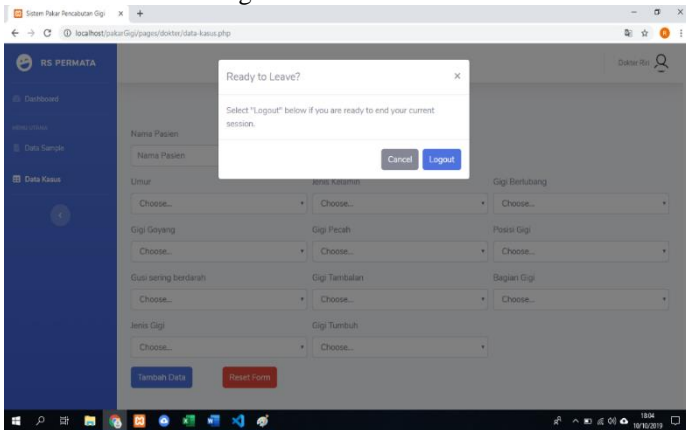 Sistem Pakar Pencabutan Gigi
localhost/pakarGigi/pages/dokter/data-kasus.php
RS PERMATA
Ready to Leave?
Dashboard
Select "Logout" below if you are ready to end your current
session.
Nama Pasien
Data Sample
Nama Pasien
Cancel Logout
Data Kasus
Umur Jenis Kelamin Gigi Berlubang
Choose... Choose... Choose...
Gigi Goyang Gigi Pecah Posisi Gigi
Choose... Choose... Choose...
Gusi sering berdarah Gigi Tambalan Bagian Gigi
Choose... Choose... Choose...
Jenis Gigi Gigi Tumbuh
Choose... Choose...
Tambah Data Reset Form
18:04
10/10/2019